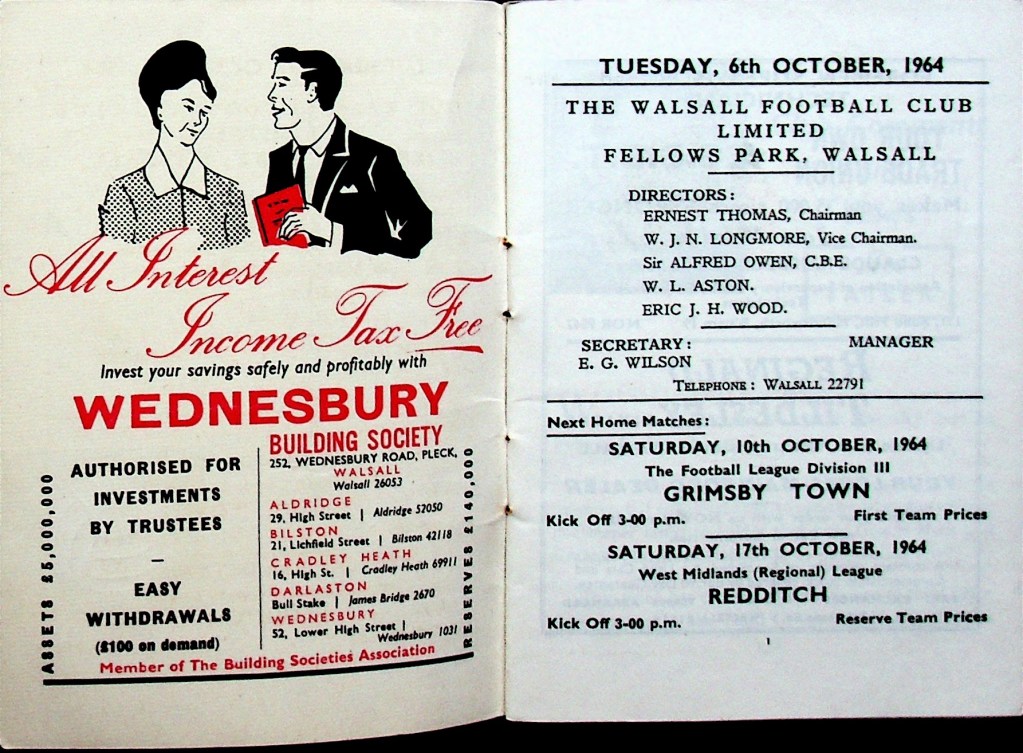 All Interest
Income Tax Free
Invest your savings safely and profitably with
WEDNESBURY
BUILDING SOCIETY
252, WEDNESBURY ROAD, PLECK,
WALSALL
Walsall 26053
AUTHORISED FOR
INVESTMENTS
BY TRUSTEES
—
EASY
WITHDRAWALS
(£100 on demand)
ASSETS £5,000,000
ALDRIDGE
29, High Street | Aldridge 52050
BILSTON
21, Lichfield Street | Bilston 42118
CRADLEY HEATH
16, High St. | Cradley Heath 69911
DARLASTON
Bull Stake | James Bridge 2670
WEDNESBURY
52, Lower High Street |
Wednesbury 1031
RESERVES £140,000
Member of The Building Societies Association
TUESDAY, 6th OCTOBER, 1964
THE WALSALL FOOTBALL CLUB
LIMITED
FELLOWS PARK, WALSALL
DIRECTORS:
ERNEST THOMAS, Chairman
W. J. N. LONGMORE, Vice Chairman.
Sir ALFRED OWEN, C.B.E.
W. L. ASTON.
ERIC J. H. WOOD.
SECRETARY: MANAGER
E. G. WILSON
TELEPHONE: WALSALL 22791
Next Home Matches:
SATURDAY, 10th OCTOBER, 1964
The Football League Division III
GRIMSBY TOWN
Kick Off 3-00 p.m. First Team Prices
SATURDAY, 17th OCTOBER, 1964
West Midlands (Regional) League
REDDITCH
Kick Off 3-00 p.m. Reserve Team Prices
1